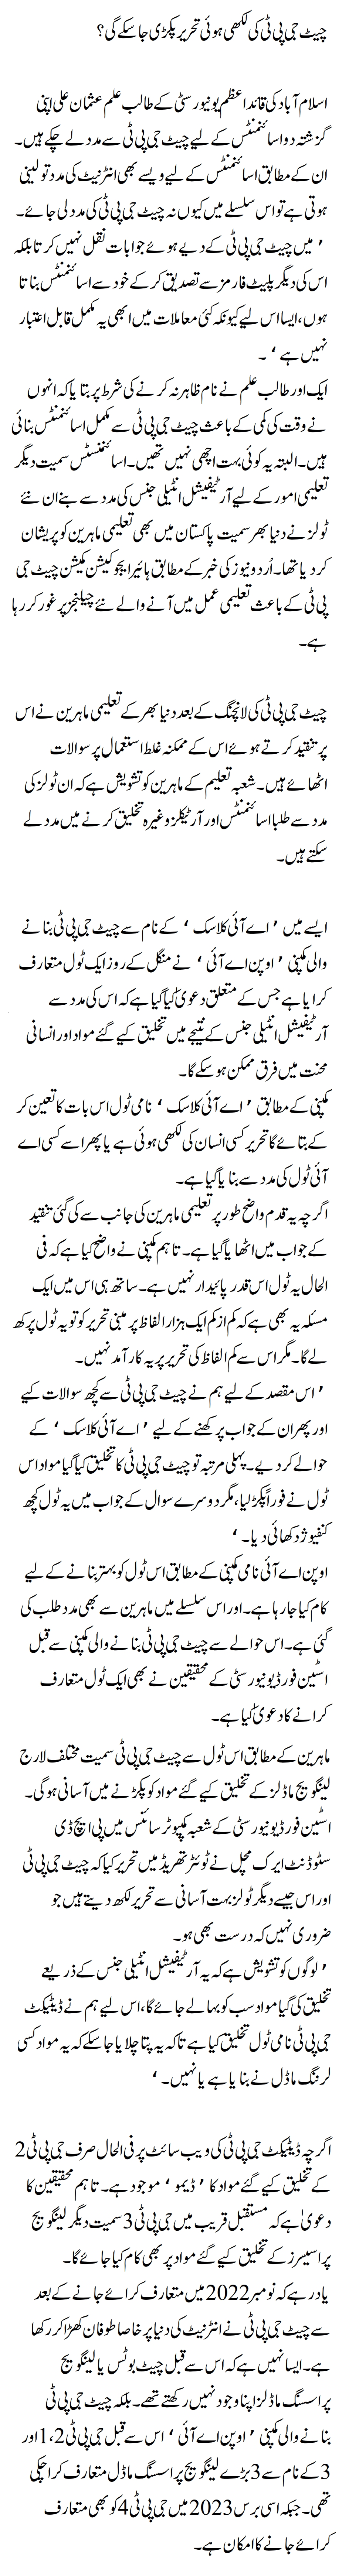 چیٹ جی پی ٹی کی لکھی ہوئی تحریر پکڑی جا سکے گی؟
اسلام آباد کی قائداعظم یونیورسٹی کے طالب علم عثمان علی اپنی
گزشتہ دو اسائنمنٹس کے لیے چیٹ جی پی ٹی سے مدد لے چکے ہیں۔
ان کے مطابق اسائنمنٹس کے لیے ویسے بھی انٹرنیٹ کی مدد تو لینی
ہوتی ہے تو اس سلسلے میں کیوں نہ چیٹ جی پی ٹی کی مدد لی جائے۔
’میں چیٹ جی پی ٹی کے دیے ہوئے جوابات نقل نہیں کرتا بلکہ
اس کی دیگر پلیٹ فارمز سے تصدیق کر کے خود سے اسائنمنٹس بناتا
ہوں، ایسا اس لیے کیونکہ کئی معاملات میں ابھی یہ مکمل قابل اعتبار
نہیں ہے‘۔
ایک اور طالب علم نے نام ظاہر نہ کرنے کی شرط پر بتایا کہ انہوں
نے وقت کی کمی کے باعث چیٹ جی پی ٹی سے مکمل اسائنمنٹس بنائی
ہیں۔ البتہ یہ کوئی بہت اچھی نہیں تھیں۔ اسائنمنسٹس سمیت دیگر
تعلیمی امور کے لیے آرٹیفیشل انٹیلی جنس کی مدد سے بنے ان نئے
ٹولز نے دنیا بھر سمیت پاکستان میں بھی تعلیمی ماہرین کو پریشان
کر دیا تھا۔ اُردو نیوز کی خبر کے مطابق ہائیر ایجوکیشن مکیشن چیٹ جی
پی ٹی کے باعث تعلیمی عمل میں آنے والے نئے چیلنجز پر غور کر رہا
ہے۔
چیٹ جی پی ٹی کی لانچنگ کے بعد دنیا بھر کے تعلیمی ماہرین نے اس
پر تنقید کرتے ہوئے اس کے ممکنہ غلط استعمال پر سوالات
اٹھائے ہیں۔ شعبہ تعلیم کے ماہرین کو تشویش ہے کہ ان ٹولز کی
مدد سے طلبا اسائنمنٹس اور آرٹیکلز وغیرہ تخلیق کرنے میں مدد لے
سکتے ہیں۔
ایسے میں ’اے آئی کلاسک‘ کے نام سے چیٹ جی پی ٹی بنانے
والی کمپنی ’اوپن اے آئی‘ نے منگل کے روز ایک ٹول متعارف
کرایا ہے جس کے متعلق دعویٰ کیا گیا ہے کہ اس کی مدد سے
آرٹیفیشل انٹیلی جنس کے نتیجے میں تخلیق کیے گئے مواد اور انسانی
محنت میں فرق ممکن ہو سکے گا۔
کمپنی کے مطابق ’اے آئی کلاسک‘ نامی ٹول اس بات کا تعین کر
کے بتائے گا تحریر کسی انسان کی لکھی ہوئی ہے یا پھر اسے کسی اے
آئی ٹول کی مدد سے بنایا گیا ہے۔
اگرچہ یہ قدم واضح طور پر تعلیمی ماہرین کی جانب سے کی گئی تنقید
کے جواب میں اٹھایا گیا ہے۔ تاہم کمپنی نے واضح کیا ہے کہ فی
الحال یہ ٹول اس قدر پائیدار نہیں ہے۔ ساتھ ہی اس میں ایک
مسئلہ یہ بھی ہے کہ کم از کم ایک ہزار الفاظ پر مبنی تحریر کو تو یہ ٹول پرکھ
لے گا۔ مگر اس سے کم الفاظ کی تحریر پر یہ کارآمد نہیں۔
’اس مقصد کے لیے ہم نے چیٹ جی پی ٹی سے کچھ سوالات کیے
اور پھر ان کے جواب پرکھنے کے لیے ’اے آئی کلاسک‘ کے
حوالے کر دیے۔ پہلی مرتبہ تو چیٹ جی پی ٹی کا تخلیق کیا گیا مواد اس
ٹول نے فوراً پکڑ لیا، مگر دوسرے سوال کے جواب میں یہ ٹول کچھ
کنفیوژ دکھائی دیا۔‘
اوپن اے آئی نامی کمپنی کے مطابق اس ٹول کو بہتر بنانے کے لیے
کام کیا جا رہا ہے۔ اور اس سلسلے میں ماہرین سے بھی مدد طلب کی
گئی ہے۔ اس حوالے سے چیٹ جی پی ٹی بنانے والی کمپنی سے قبل
اسٹین فورڈ یونیورسٹی کے محققین نے بھی ایک ٹول متعارف
کرانے کا دعویٰ کیا ہے۔
ماہرین کے مطابق اس ٹول سے چیٹ جی پی ٹی سمیت مختلف لارج
لینگویج ماڈلز کے تخلیق کیے گئے مواد کو پکڑنے میں آسانی ہوگی۔
اسٹین فورڈ یونیورسٹی کے شعبہ کمپیوٹر سائنس میں پی ایچ ڈی
سٹوڈنٹ ایرک مچل نے ٹوئٹر تھریڈ میں تحریر کیا کہ چیٹ جی پی ٹی
اور اس جیسے دیگر ٹولز بہت آسانی سے تحریر لکھ دیتے ہیں جو
ضروری نہیں کہ درست بھی ہو۔
’لوگوں کو تشویش ہے کہ یہ آرٹیفیشل انٹیلی جنس کے ذریعے
تخلیق کی گیا مواد سب کو بہا لے جائے گا، اس لیے ہم نے ڈیٹیکٹ
جی پی ٹی نامی ٹول تخلیق کیا ہے تاکہ یہ پتا چلایا جا سکے کہ یہ مواد کسی
لرننگ ماڈل نے بنایا ہے یا نہیں۔‘
اگرچہ ڈیٹیکٹ جی پی ٹی کی ویب سائٹ پر فی الحال صرف جی پی ٹی 2
کے تخلیق کیے گئے مواد کا ’ڈیمو‘ موجود ہے۔ تاہم محققین کا
دعویٰ ہے کہ مستقبل قریب میں جی پی ٹی 3 سمیت دیگر لینگویج
پراسیسرز کے تخلیق کیے گئے مواد پر بھی کام کیا جائے گا۔
یاد رہے کہ نومبر 2022 میں متعارف کرائے جانے کے بعد
سے چیٹ جی پی ٹی نے انٹرنیٹ کی دنیا پر خاصا طوفان کھڑا کر رکھا
ہے۔ ایسا نہیں ہے کہ اس سے قبل چیٹ بوٹس یا لینگویج
پراسسنگ ماڈلز اپنا وجود نہیں رکھتے تھے۔ بلکہ چیٹ جی پی ٹی
بنانے والی کمپنی ’اوپن اے آئی‘ اس سے قبل جی پی ٹی 1، 2 اور
3 کے نام سے 3 بڑے لینگویج پراسسنگ ماڈل متعارف کرا چکی
تھی۔ جبکہ اسی برس 2023 میں جی پی ٹی 4 کو بھی متعارف
کرائے جانے کا امکان ہے۔